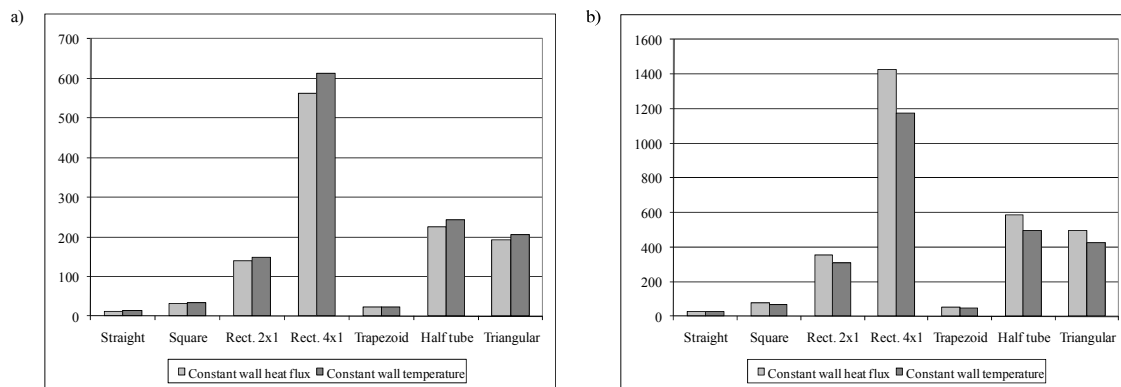 a)
700
600
500
400
300
200
100
0
Straight Square Rect. 2x1 Rect. 4x1 Trapezoid Half tube Triangular
Constant wall heat flux Constant wall temperature
b)
1600
1400
1200
1000
800
600
400
200
0
Straight Square Rect. 2x1 Rect. 4x1 Trapezoid Half tube Triangular
Constant wall heat flux Constant wall temperature